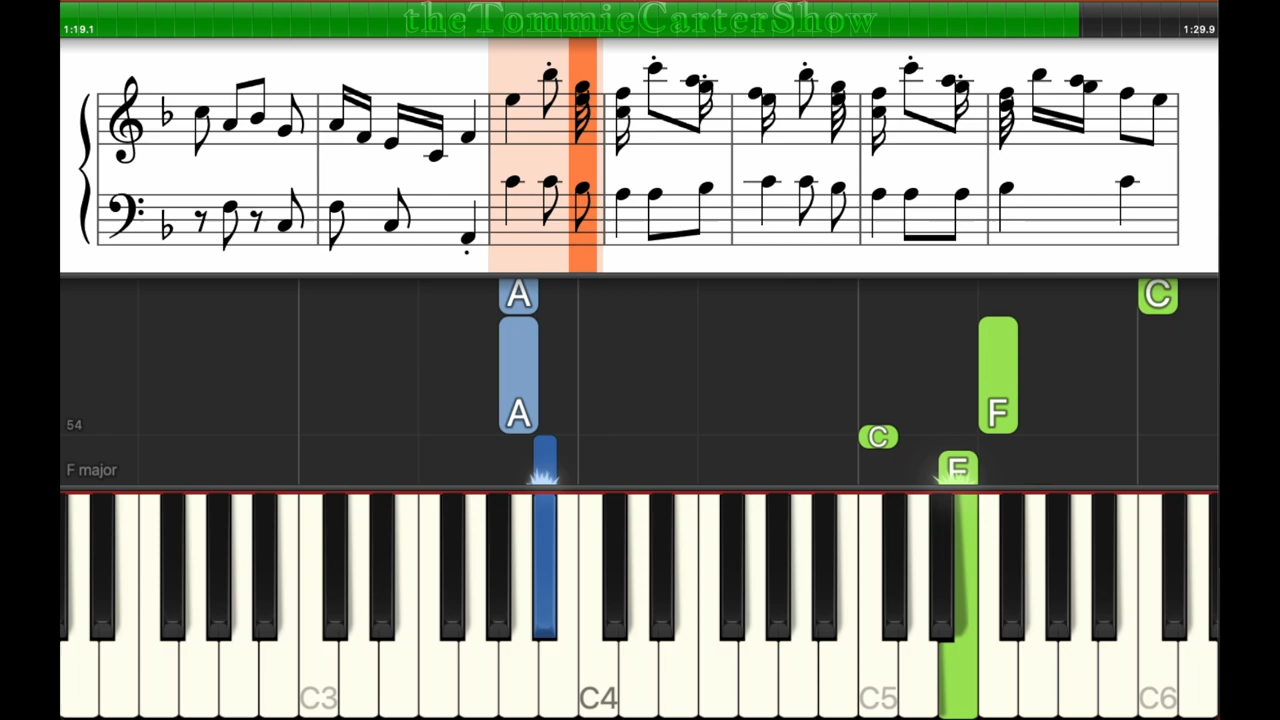 theTommieCarterShow
1:19.1
1:29.9
A
C
A
F
54
C
F major
E
C3
C4
C5
C6